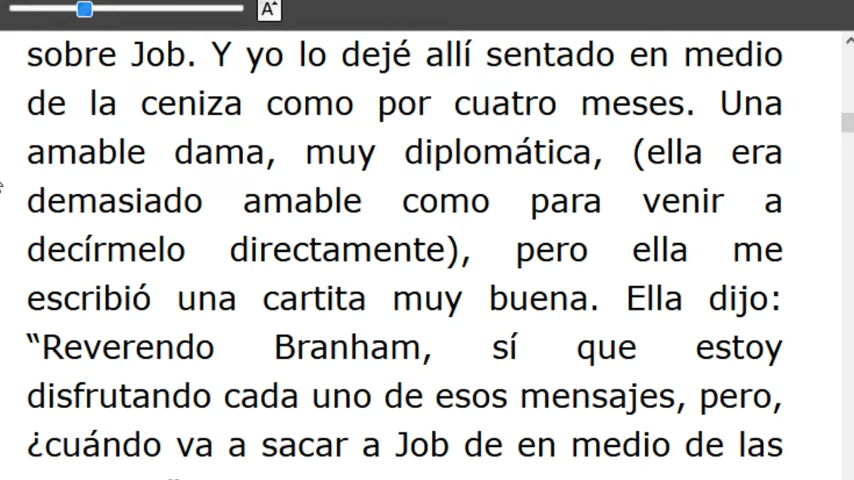 A
sobre Job. Y yo lo dejé allí sentado en medio
de la ceniza como por cuatro meses. Una
amable dama, muy diplomática, (ella era
demasiado amable como para venir a
decírmelo directamente), pero ella me
escribió una cartita muy buena. Ella dijo:
“Reverendo Branham, sí que estoy
disfrutando cada uno de esos mensajes, pero,
¿cuándo va a sacar a Job de en medio de las